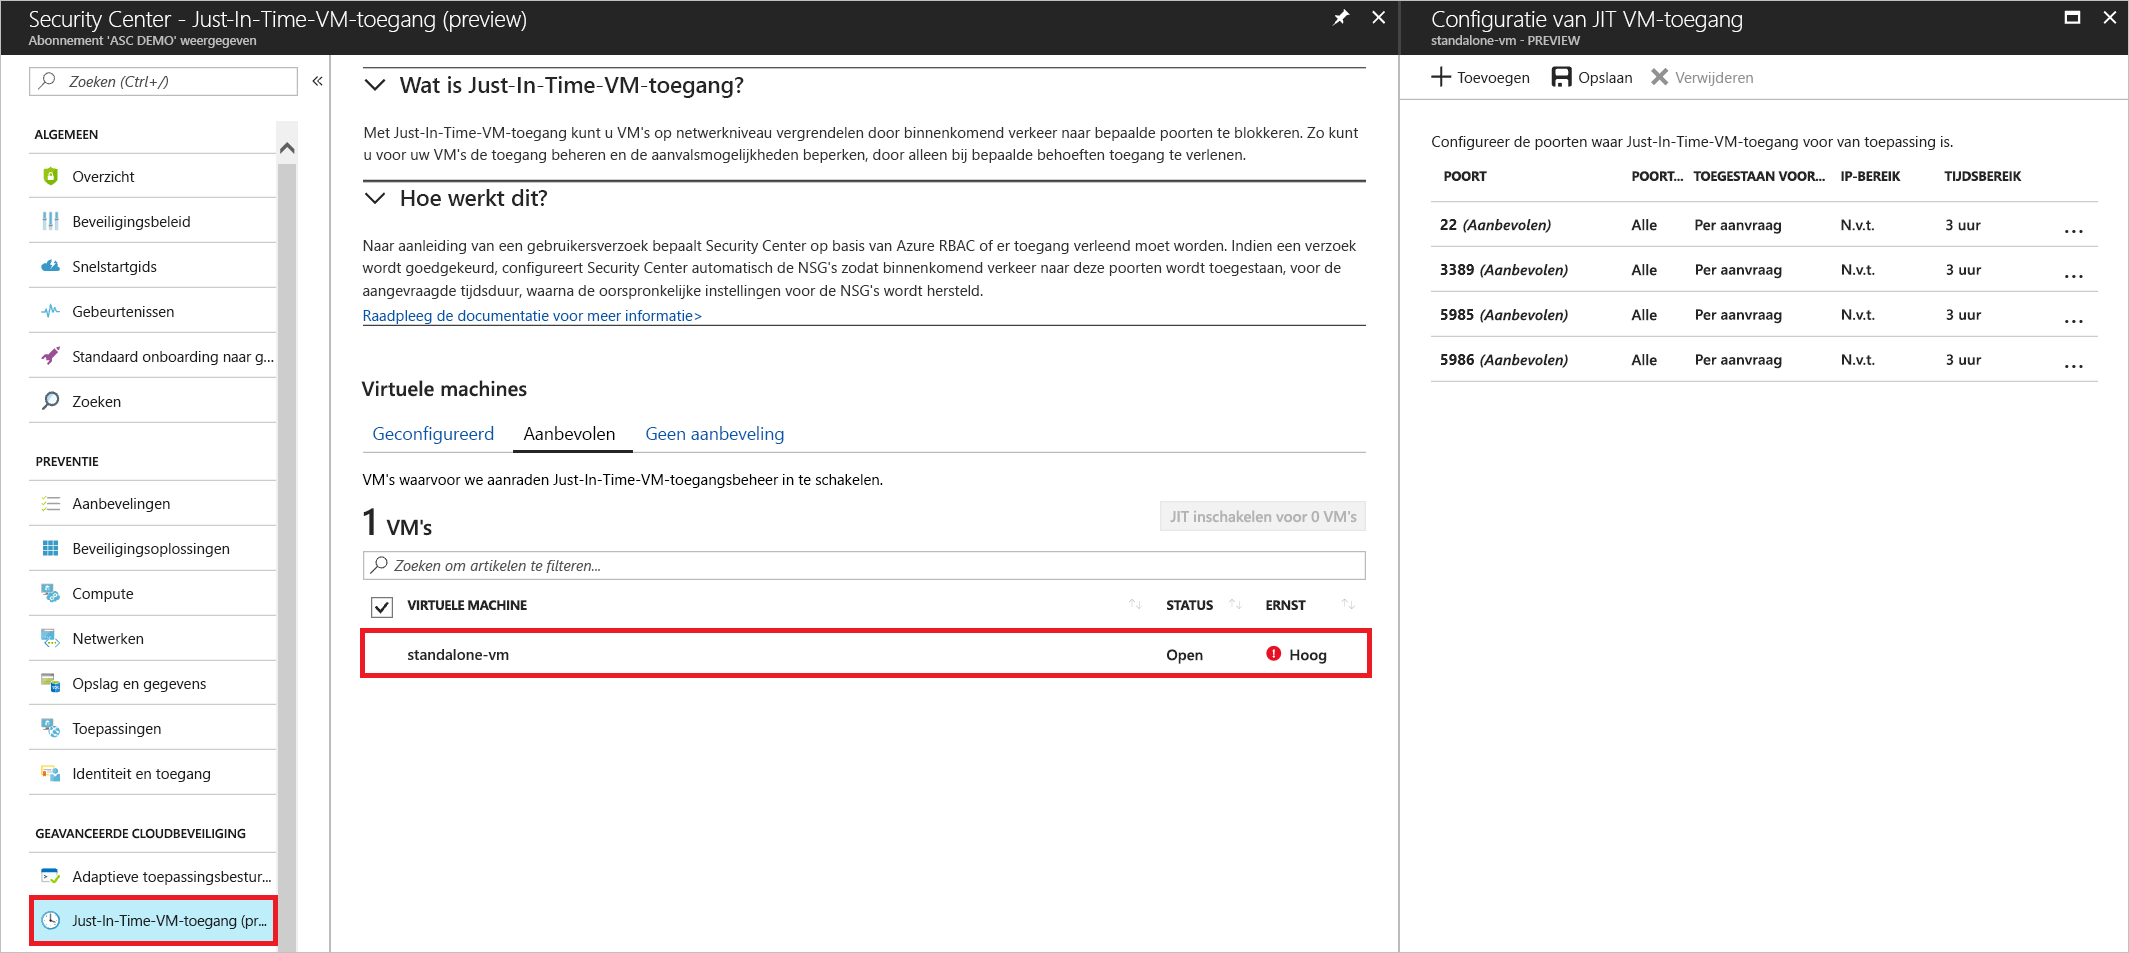 Security Center - Just-In-Time-VM-toegang (preview)
Abonnement 'ASC DEMO' weergegeven
Zoeken (Ctrl+/)
«
ALGEMEEN
Overzicht
Beveiligingsbeleid
Snelstartgids
Gebeurtenissen
Standaard onboarding naar g...
Zoeken
PREVENTIE
Aanbevelingen
Beveiligingsoplossingen
Compute
Netwerken
Opslag en gegevens
Toepassingen
Identiteit en toegang
GEAVANCEERDE CLOUDBEVEILIGING
Adaptieve toepassingsbestur...
Just-In-Time-VM-toegang (pr...
Wat is Just-In-Time-VM-toegang?
Met Just-In-Time-VM-toegang kunt u VM's op netwerkniveau vergrendelen door binnenkomend verkeer naar bepaalde poorten te blokkeren. Zo kunt
u voor uw VM's de toegang beheren en de aanvalsmogelijkheden beperken, door alleen bij bepaalde behoeften toegang te verlenen.
Hoe werkt dit?
Naar aanleiding van een gebruikersverzoek bepaalt Security Center op basis van Azure RBAC of er toegang verleend moet worden. Indien een verzoek
wordt goedgekeurd, configureert Security Center automatisch de NSG's zodat binnenkomend verkeer naar deze poorten wordt toegestaan, voor de
aangevraagde tijdsduur, waarna de oorspronkelijke instellingen voor de NSG's wordt hersteld.
Raadpleeg de documentatie voor meer informatie>
Virtuele machines
Geconfigureerd Aanbevolen Geen aanbeveling
VM's waarvoor we aanraden Just-In-Time-VM-toegangsbeheer in te schakelen.
1 VM's
JIT inschakelen voor 0 VM's
Zoeken om artikelen te filteren...
VIRTUELE MACHINE STATUS ERNST
standalone-vm Open Hoog
Configuratie van JIT VM-toegang
standalone-vm - PREVIEW
Toevoegen Opslaan Verwijderen
Configureer de poorten waar Just-In-Time-VM-toegang voor van toepassing is.
POORT POORT... TOEGESTAAN VOOR... IP-BEREIK TIJDSBEREIK
22 (Aanbevolen) Alle Per aanvraag N.v.t. 3 uur ...
3389 (Aanbevolen) Alle Per aanvraag N.v.t. 3 uur ...
5985 (Aanbevolen) Alle Per aanvraag N.v.t. 3 uur ...
5986 (Aanbevolen) Alle Per aanvraag N.v.t. 3 uur ...